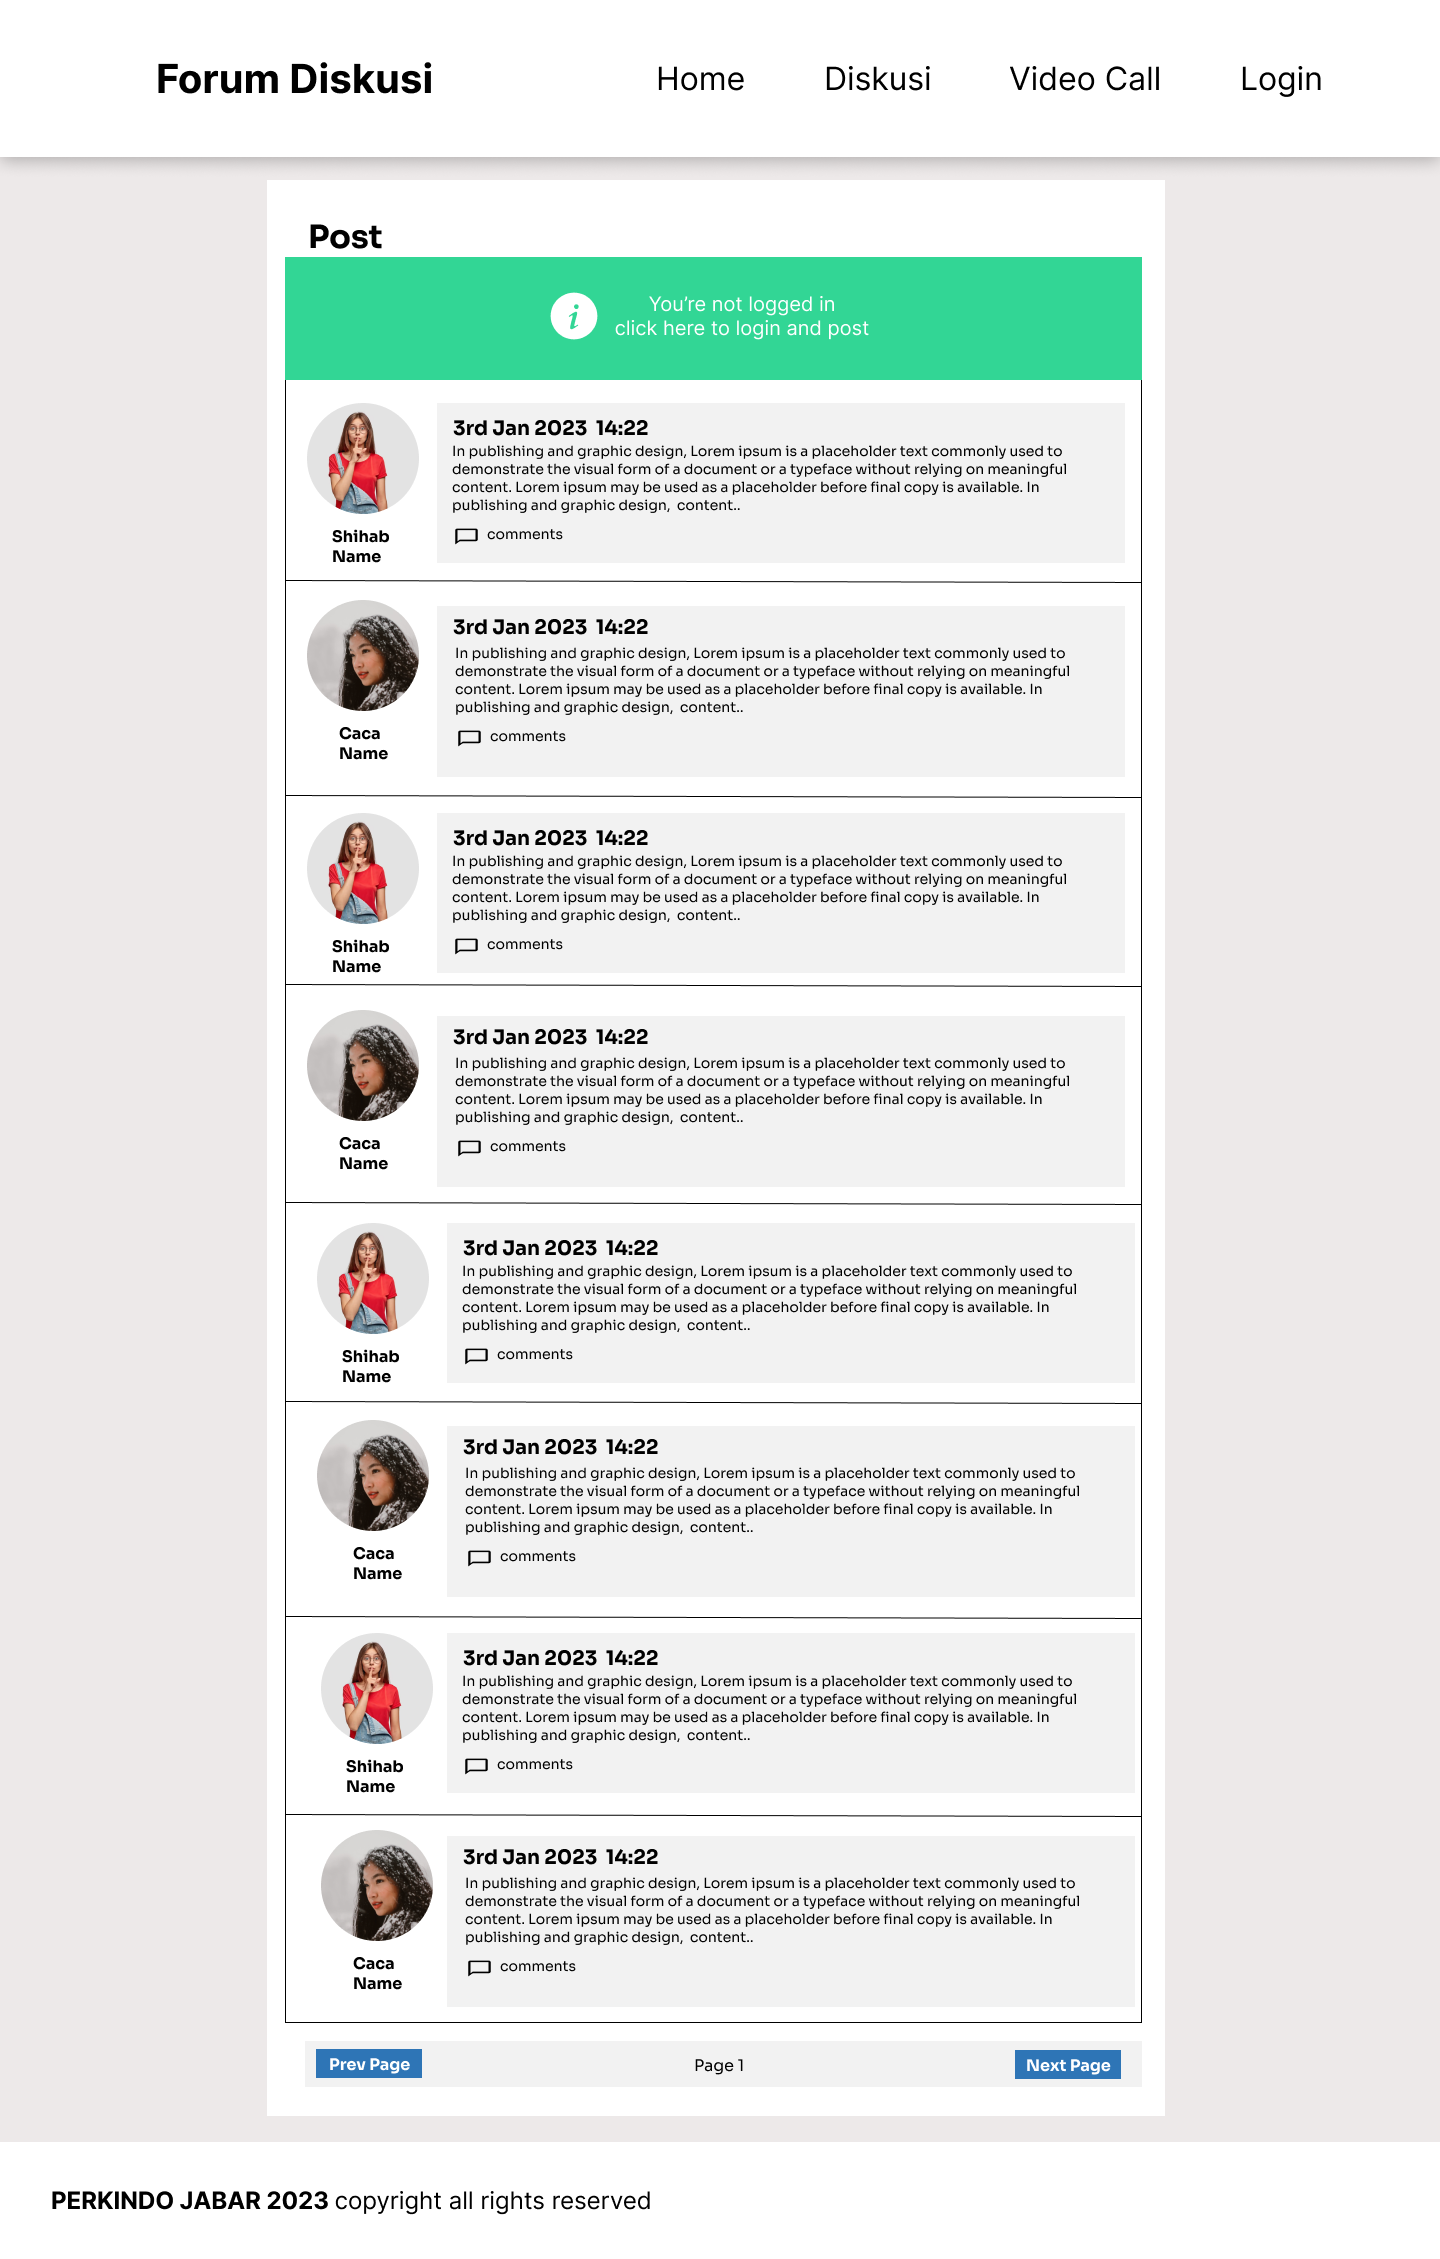 Forum Diskusi
Home Diskusi Video Call Login
Post
You're not logged in
click here to login and post
3rd Jan 2023 14:22
In publishing and graphic design, Lorem ipsum is a placeholder text commonly used to
demonstrate the visual form of a document or a typeface without relying on meaningful
content. Lorem ipsum may be used as a placeholder before final copy is available. In
publishing and graphic design, content..
comments
Shihab
Name
3rd Jan 2023 14:22
In publishing and graphic design, Lorem ipsum is a placeholder text commonly used to
demonstrate the visual form of a document or a typeface without relying on meaningful
content. Lorem ipsum may be used as a placeholder before final copy is available. In
publishing and graphic design, content..
comments
Caca
Name
3rd Jan 2023 14:22
In publishing and graphic design, Lorem ipsum is a placeholder text commonly used to
demonstrate the visual form of a document or a typeface without relying on meaningful
content. Lorem ipsum may be used as a placeholder before final copy is available. In
publishing and graphic design, content..
comments
Shihab
Name
3rd Jan 2023 14:22
In publishing and graphic design, Lorem ipsum is a placeholder text commonly used to
demonstrate the visual form of a document or a typeface without relying on meaningful
content. Lorem ipsum may be used as a placeholder before final copy is available. In
publishing and graphic design, content..
comments
Caca
Name
3rd Jan 2023 14:22
In publishing and graphic design, Lorem ipsum is a placeholder text commonly used to
demonstrate the visual form of a document or a typeface without relying on meaningful
content. Lorem ipsum may be used as a placeholder before final copy is available. In
publishing and graphic design, content..
comments
Shihab
Name
3rd Jan 2023 14:22
In publishing and graphic design, Lorem ipsum is a placeholder text commonly used to
demonstrate the visual form of a document or a typeface without relying on meaningful
content. Lorem ipsum may be used as a placeholder before final copy is available. In
publishing and graphic design, content..
comments
Caca
Name
3rd Jan 2023 14:22
In publishing and graphic design, Lorem ipsum is a placeholder text commonly used to
demonstrate the visual form of a document or a typeface without relying on meaningful
content. Lorem ipsum may be used as a placeholder before final copy is available. In
publishing and graphic design, content..
comments
Shihab
Name
3rd Jan 2023 14:22
In publishing and graphic design, Lorem ipsum is a placeholder text commonly used to
demonstrate the visual form of a document or a typeface without relying on meaningful
content. Lorem ipsum may be used as a placeholder before final copy is available. In
publishing and graphic design, content..
comments
Caca
Name
Prev Page Page 1 Next Page
PERKINDO JABAR 2023 copyright all rights reserved